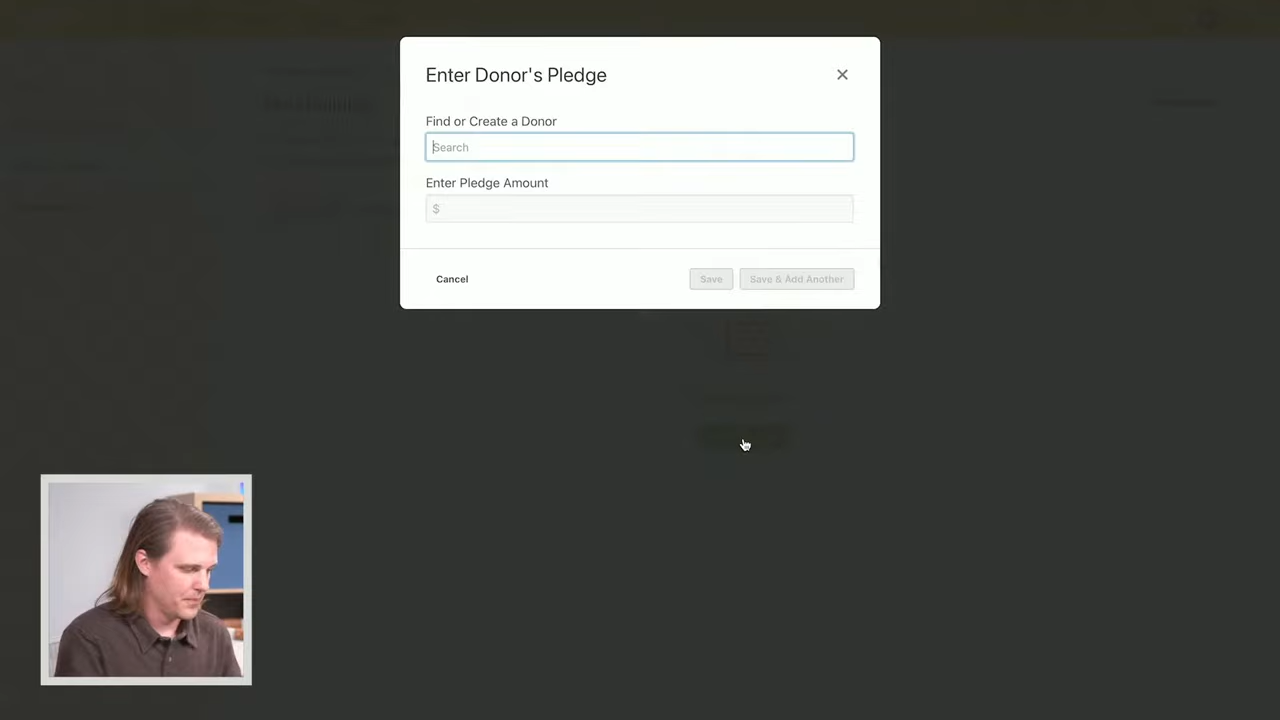 Enter Donor's Pledge
Find or Create a Donor
Search
Enter Pledge Amount
$
Cancel
Save
Save & Add Another